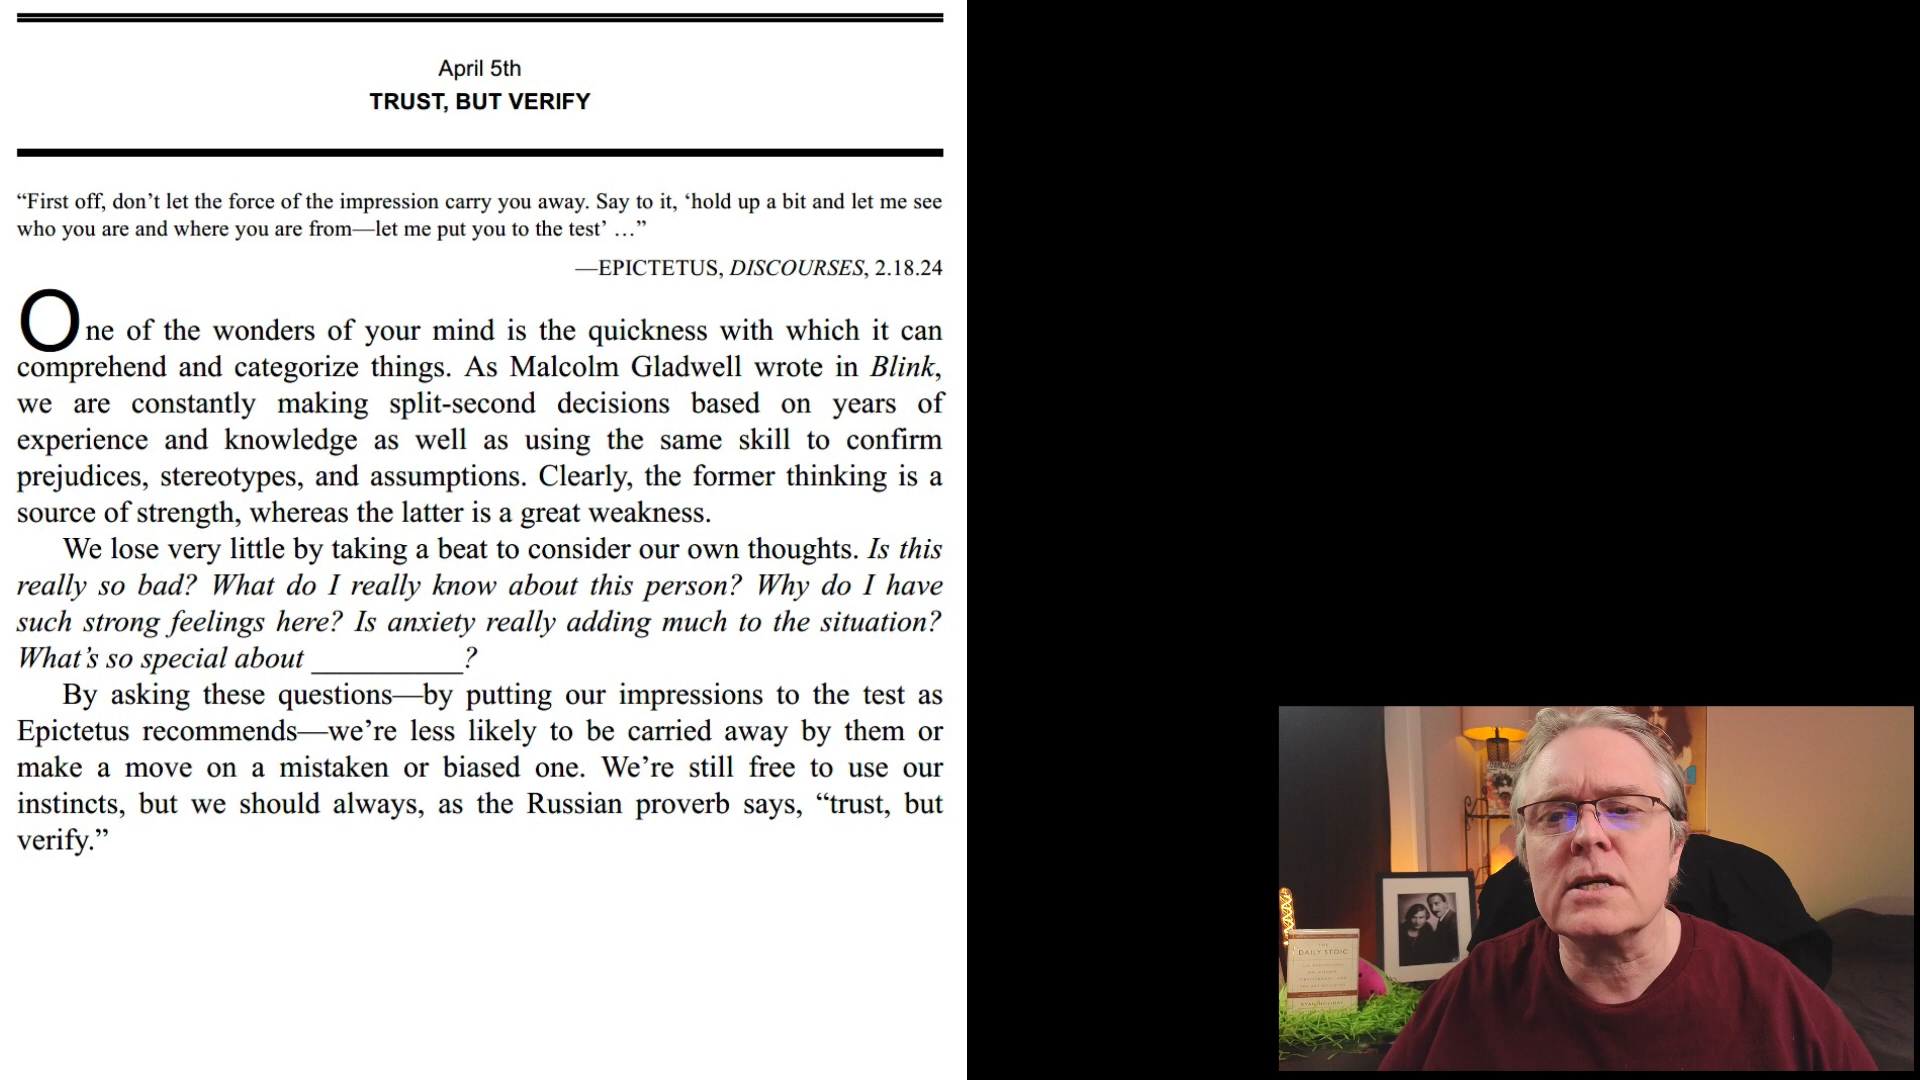 April 5th
TRUST, BUT VERIFY
“First off, don’t let the force of the impression carry you away. Say to it, ‘hold up a bit and let me see
who you are and where you are from—let me put you to the test’ …”
—EPICTETUS, DISCOURSES, 2.18.24
One of the wonders of your mind is the quickness with which it can
comprehend and categorize things. As Malcolm Gladwell wrote in Blink,
we are constantly making split-second decisions based on years of
experience and knowledge as well as using the same skill to confirm
prejudices, stereotypes, and assumptions. Clearly, the former thinking is a
source of strength, whereas the latter is a great weakness.
We lose very little by taking a beat to consider our own thoughts. Is this
really so bad? What do I really know about this person? Why do I have
such strong feelings here? Is anxiety really adding much to the situation?
What’s so special about __________?
By asking these questions—by putting our impressions to the test as
Epictetus recommends—we’re less likely to be carried away by them or
make a move on a mistaken or biased one. We’re still free to use our
instincts, but we should always, as the Russian proverb says, “trust, but
verify.”
THE
DAILY STOIC
RYAN HOLIDAY